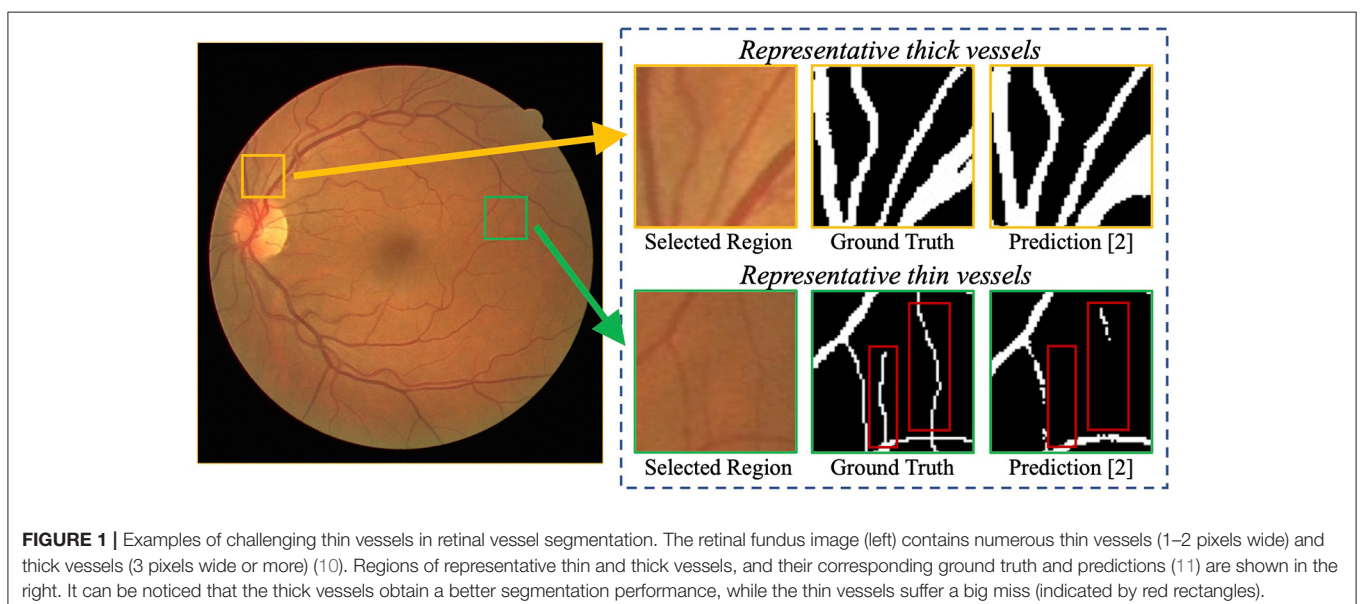 Representative thick vessels
Selected Region Ground Truth Prediction [2]
Representative thin vessels
Selected Region Ground Truth Prediction [2]
FIGURE 1 | Examples of challenging thin vessels in retinal vessel segmentation. The retinal fundus image (left) contains numerous thin vessels (1–2 pixels wide) and
thick vessels (3 pixels wide or more) (10). Regions of representative thin and thick vessels, and their corresponding ground truth and predictions (11) are shown in the
right. It can be noticed that the thick vessels obtain a better segmentation performance, while the thin vessels suffer a big miss (indicated by red rectangles).